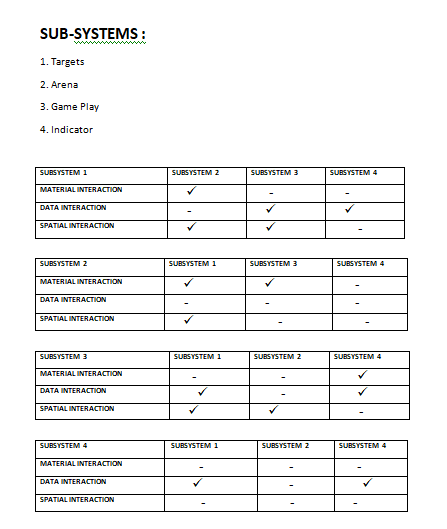 SUB-SYSTEMS :
1. Targets
2. Arena
3. Game Play
4. Indicator
SUBSYSTEM 1 SUBSYSTEM 2 SUBSYSTEM 3 SUBSYSTEM 4
MATERIAL INTERACTION ✓ - -
DATA INTERACTION - ✓ ✓
SPATIAL INTERACTION ✓ ✓ -
SUBSYSTEM 2 SUBSYSTEM 1 SUBSYSTEM 3 SUBSYSTEM 4
MATERIAL INTERACTION ✓ ✓ -
DATA INTERACTION - - -
SPATIAL INTERACTION ✓ - -
SUBSYSTEM 3 SUBSYSTEM 1 SUBSYSTEM 2 SUBSYSTEM 4
MATERIAL INTERACTION - - ✓
DATA INTERACTION ✓ - ✓
SPATIAL INTERACTION ✓ ✓ -
SUBSYSTEM 4 SUBSYSTEM 1 SUBSYSTEM 2 SUBSYSTEM 4
MATERIAL INTERACTION - - -
DATA INTERACTION ✓ - ✓
SPATIAL INTERACTION - - -